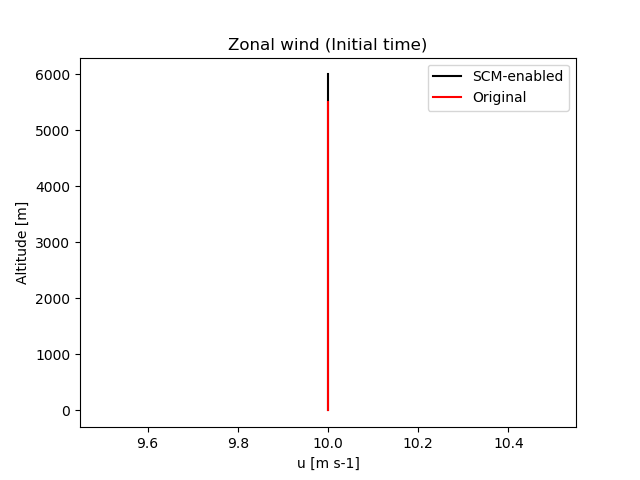 Zonal wind (Initial time)
SCM-enabled
Original
6000
5000
4000
3000
2000
1000
0
Altitude [m]
9.6 9.8 10.0 10.2 10.4
u [m s-1]